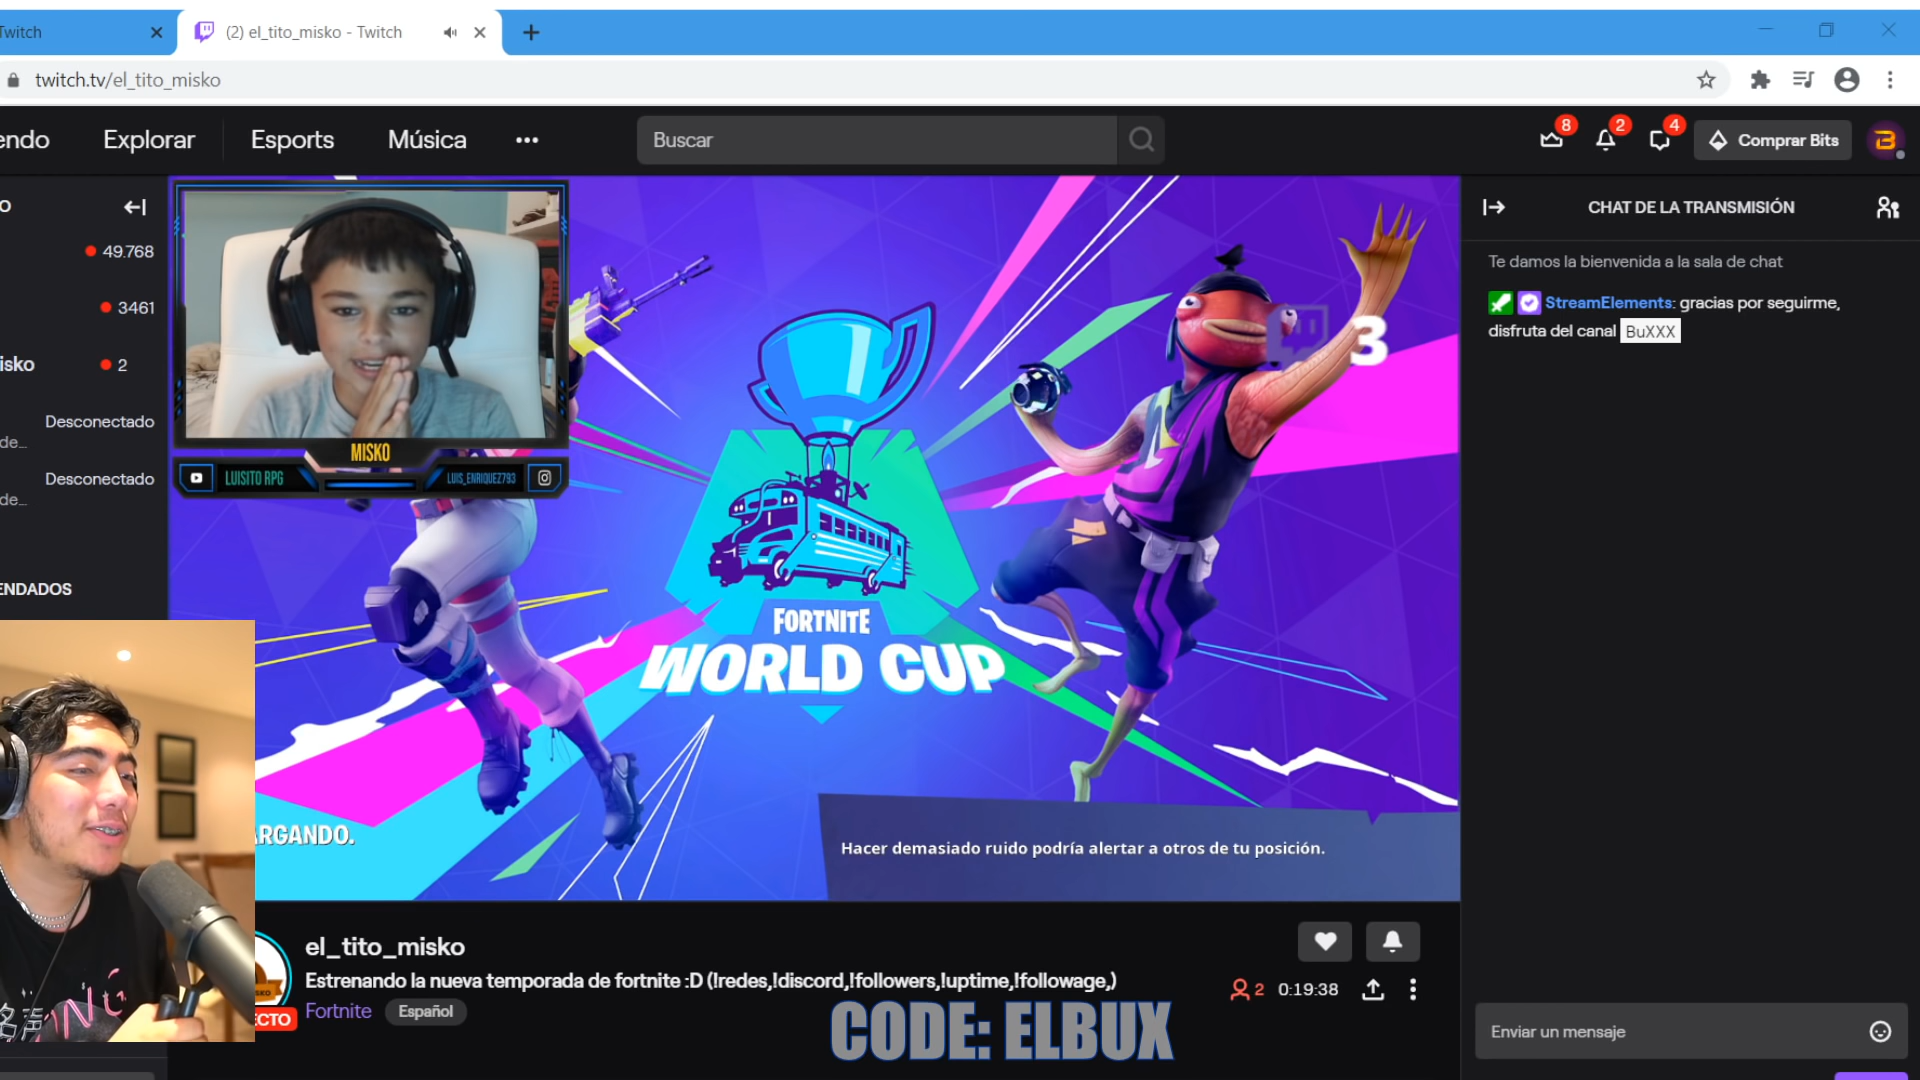 Twitch
(2) el_tito_misko - Twitch
twitch.tv/el_tito_misko
endo
Explorar
Esports
Música
Buscar
8
2
4
Comprar Bits
O
49.768
3461
isko
2
Desconectado
de...
Desconectado
de...
ENDADOS
MISKO
LUISITO RPG
LUIS_ENRIQUEZ793
3
FORTNITE
WORLD CUP
ARGANDO.
Hacer demasiado ruido podría alertar a otros de tu posición.
CHAT DE LA TRANSMISIÓN
Te damos la bienvenida a la sala de chat
StreamElements: gracias por seguirme,
disfruta del canal BuXXX
el_tito_misko
Estrenando la nueva temporada de fortnite :D (!redes,!discord,!followers,!uptime,!followage,)
Fortnite
Español
ECTO
2
0:19:38
CODE: ELBUX
Enviar un mensaje